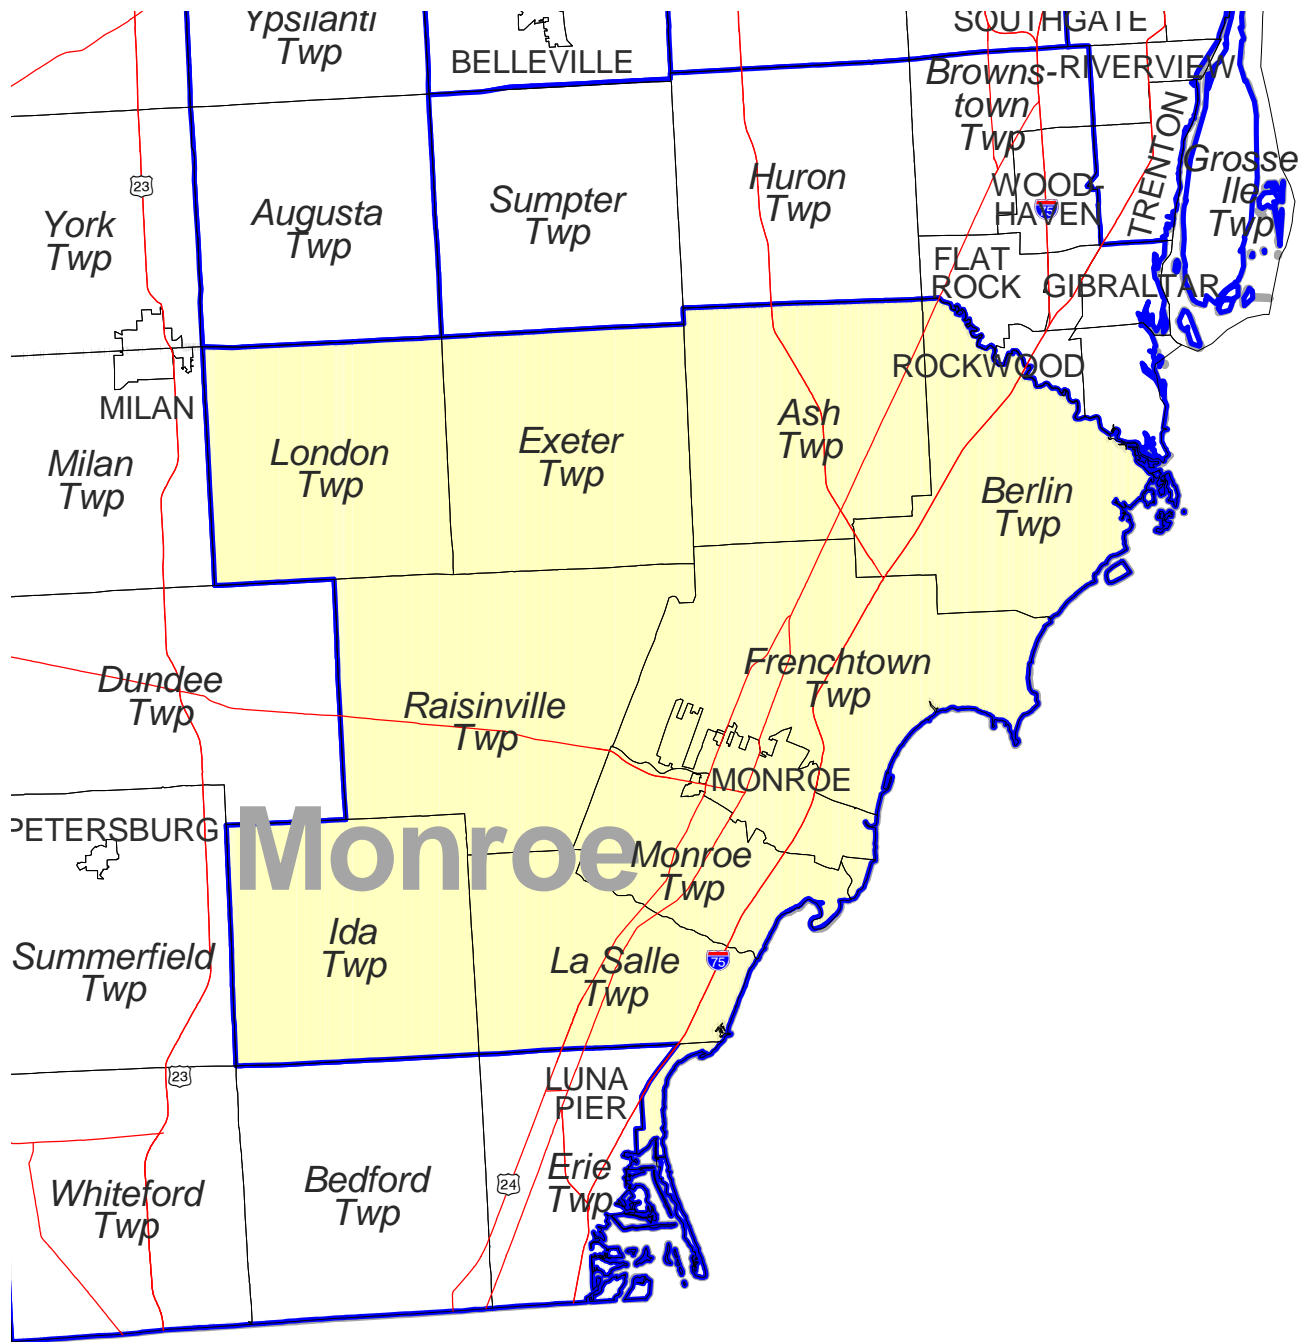 Ypsilanti
Twp
BELLEVILLE
SOUTHGATE
Browns-
town
Twp
RIVERVIEW
TRENTON
Grosse
Ile
Twp
23
York
Twp
Augusta
Twp
Sumpter
Twp
Huron
Twp
WOOD-
HAVEN
75
FLAT
ROCK
GIBRALTAR
ROCKWOOD
MILAN
Milan
Twp
London
Twp
Exeter
Twp
Ash
Twp
Berlin
Twp
Dundee
Twp
Raisinville
Twp
Frenchtown
Twp
MONROE
PETERSBURG
Monroe
Monroe
Twp
Summerfield
Twp
Ida
Twp
La Salle
Twp
75
23
LUNA
PIER
Whiteford
Twp
Bedford
Twp
24
Erie
Twp